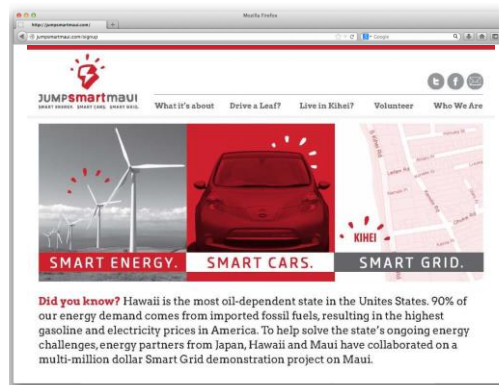 Mozilla Firefox
http://jumpsmartmaui.com/
jumpsmartmaui.com/signup
Google
JUMPSmartmaui
SMART ENERGY. SMART CARS. SMART GRID.
What it's about Drive a Leaf? Live in Kihei? Volunteer Who We Are
KIHEI
SMART ENERGY. SMART CARS. SMART GRID.
Did you know? Hawaii is the most oil-dependent state in the Unites States. 90% of
our energy demand comes from imported fossil fuels, resulting in the highest
gasoline and electricity prices in America. To help solve the state's ongoing energy
challenges, energy partners from Japan, Hawaii and Maui have collaborated on a
multi-million dollar Smart Grid demonstration project on Maui.